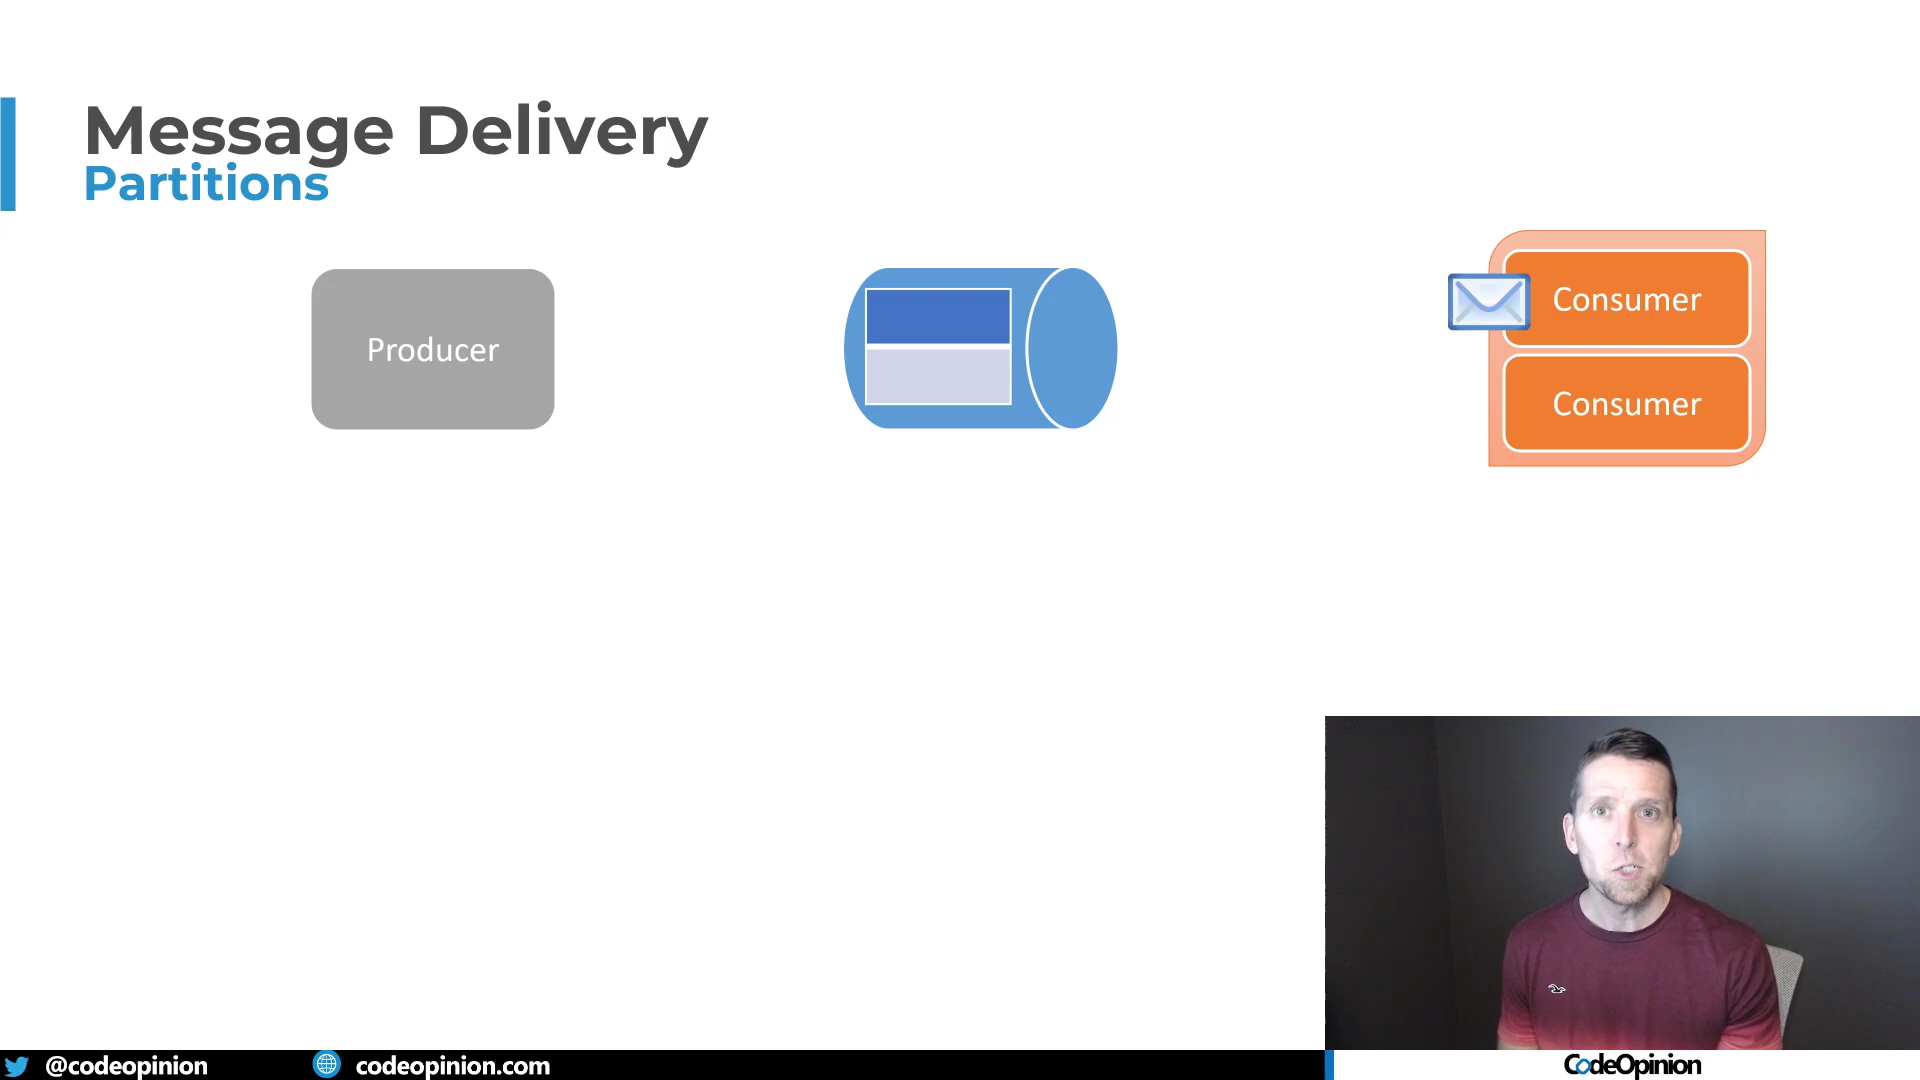 Message Delivery
Partitions
Producer
Consumer
Consumer
@codeopinion
codeopinion.com
CodeOpinion